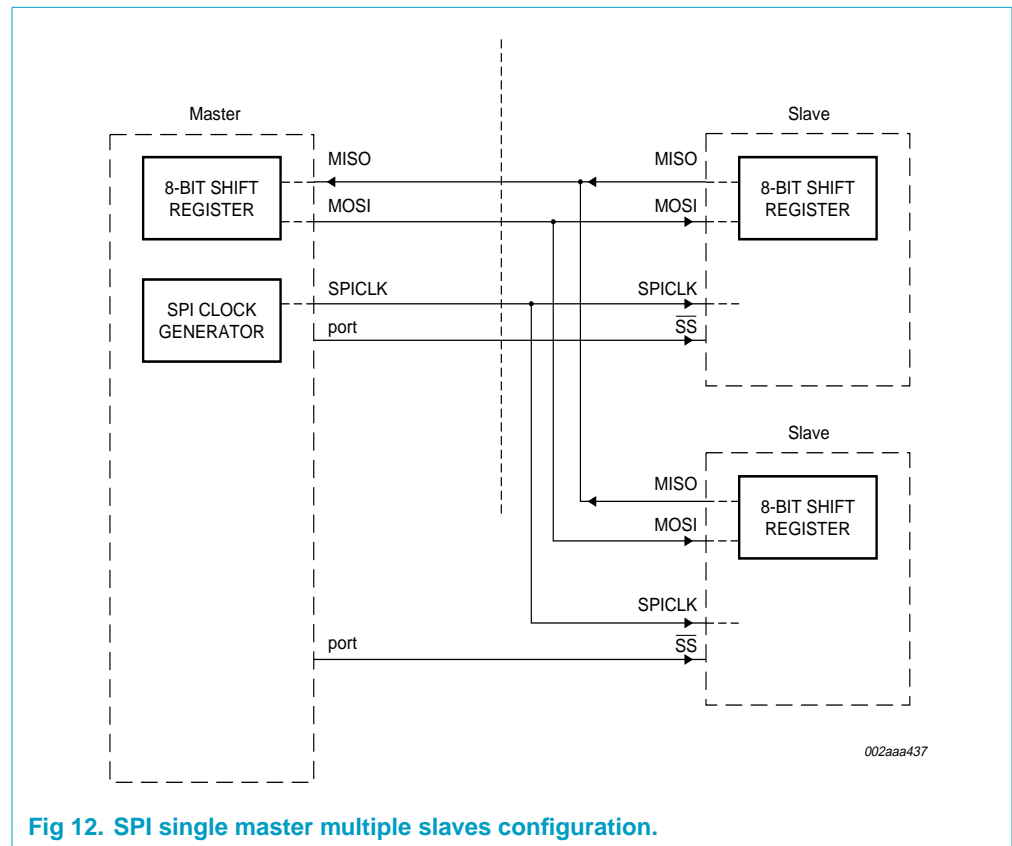 Master
Slave
MISO
MISO
8-BIT SHIFT
REGISTER
8-BIT SHIFT
REGISTER
MOSI
MOSI
SPICLK
SPICLK
SPI CLOCK
GENERATOR
port
S̅S̅
Slave
MISO
8-BIT SHIFT
REGISTER
MOSI
SPICLK
port
S̅S̅
002aaa437
Fig 12. SPI single master multiple slaves configuration.